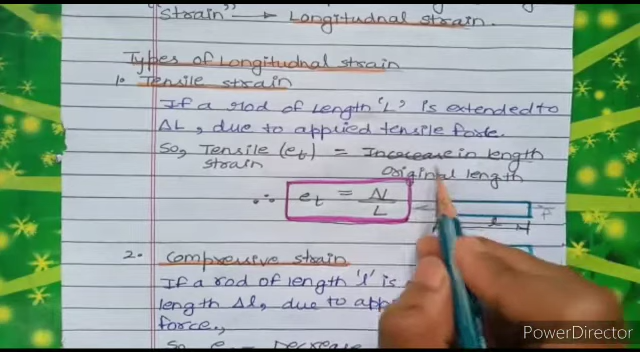 "Strain" → Longitudnal strain.
Types of Longitudnal strain
1. Tensile strain
If a rod of length 'L' is extended to
ΔL, due to applied tensile force.
So, Tensile (et) = Increase in length
strain original length
∴ et = Δl
L
2. Compressive strain
If a rod of length 'l' is
length Δl, due to
force.,
So
PowerDirector